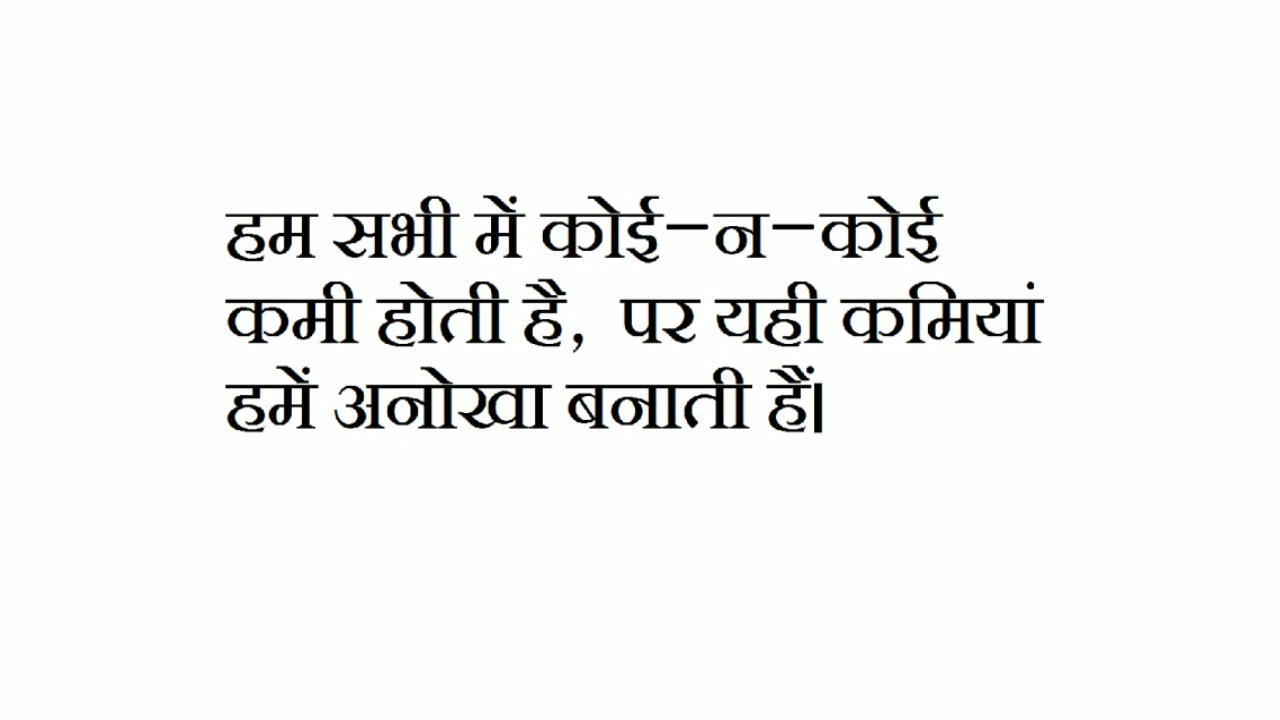 हम सभी में कोई-न-कोई
कमी होती है, पर यही कमियां
हमें अनोखा बनाती हैं।